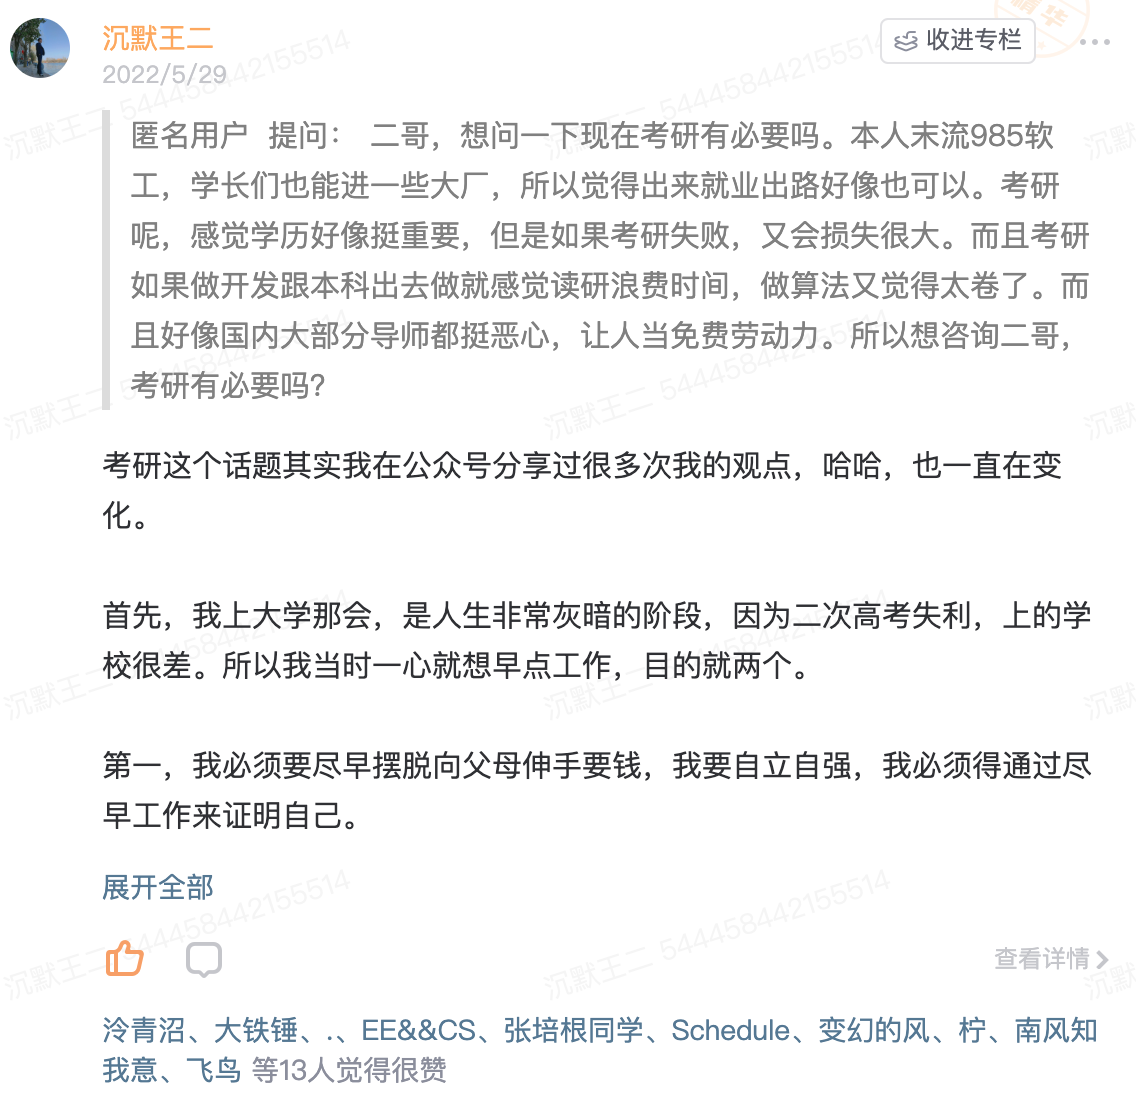 精华
沉默王二
收进专栏
2022/5/29
匿名用户 提问： 二哥，想问一下现在考研有必要吗。本人末流985软
工，学长们也能进一些大厂，所以觉得出来就业出路好像也可以。考研
呢，感觉学历好像挺重要，但是如果考研失败，又会损失很大。而且考研
如果做开发跟本科出去做就感觉读研浪费时间，做算法又觉得太卷了。而
且好像国内大部分导师都挺恶心，让人当免费劳动力。所以想咨询二哥，
考研有必要吗?
考研这个话题其实我在公众号分享过很多次我的观点，哈哈，也一直在变
化。
首先，我上大学那会，是人生非常灰暗的阶段，因为二次高考失利，上的学
校很差。所以我当时一心就想早点工作，目的就两个。
第一，我必须要尽早摆脱向父母伸手要钱，我要自立自强，我必须得通过尽
早工作来证明自己。
展开全部
查看详情
泠青沼、大铁锤、.、EE&&CS、张培根同学、Schedule、变幻的风、柠、南风知
我意、飞鸟 等13人觉得很赞
沉默王二 544458442155514